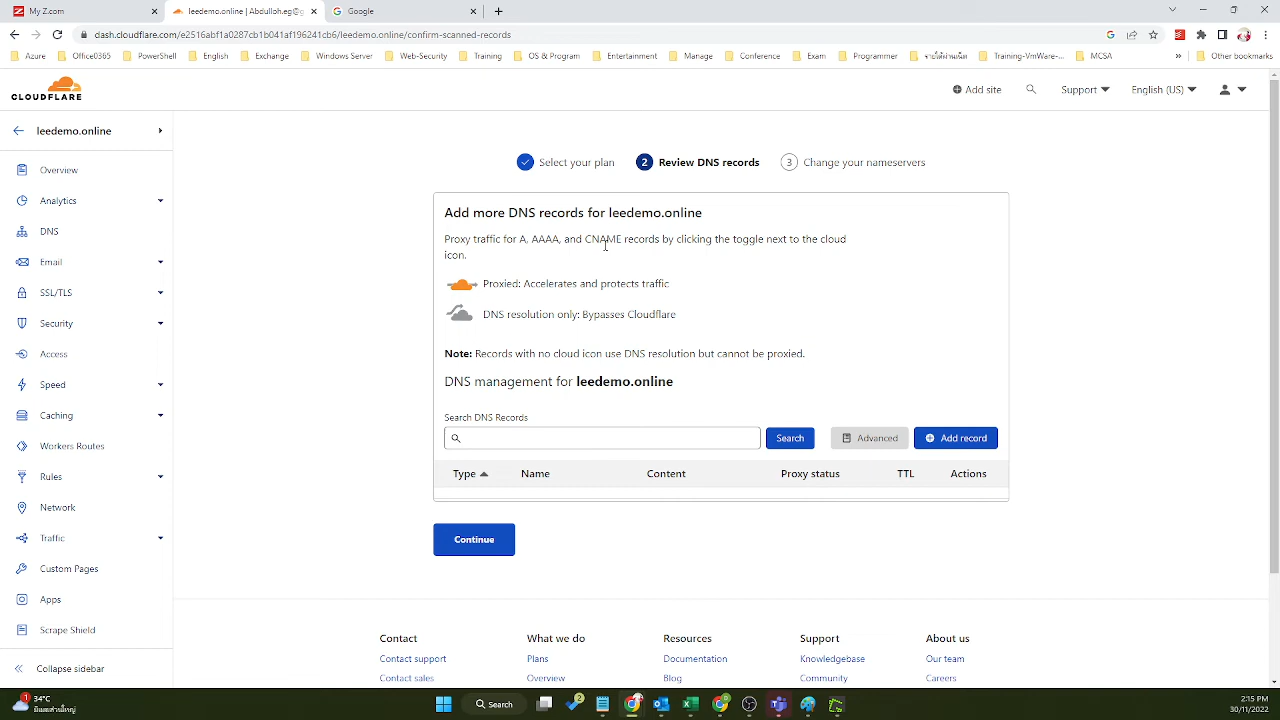 My Z.com
leedemo.online | Abdulloh.eg@g
Google
dash.cloudflare.com/e2516abf1a0287cb1b041af196241cb6/leedemo.online/confirm-scanned-records
Azure
Office365
PowerShell
English
Exchange
Windows Server
Web-Security
Training
OS & Program
Entertainment
Manage
Conference
Exam
Programmer
Training-VmWare-...
MCSA
»
Other bookmarks
CLOUDFLARE
Add site
Support
English (US)
leedemo.online
Overview
Analytics
DNS
Email
SSL/TLS
Security
Access
Speed
Caching
Workers Routes
Rules
Network
Traffic
Custom Pages
Apps
Scrape Shield
Collapse sidebar
Select your plan
2 Review DNS records
3 Change your nameservers
Add more DNS records for leedemo.online
Proxy traffic for A, AAAA, and CNAME records by clicking the toggle next to the cloud
icon.
Proxied: Accelerates and protects traffic
DNS resolution only: Bypasses Cloudflare
Note: Records with no cloud icon use DNS resolution but cannot be proxied.
DNS management for leedemo.online
Search DNS Records
Search
Advanced
Add record
Type Name Content Proxy status TTL Actions
Continue
Contact
Contact support
Contact sales
What we do
Plans
Overview
Resources
Documentation
Blog
Support
Knowledgebase
Community
About us
Our team
Careers
1
34°C
Search
2
2:15 PM
30/11/2022